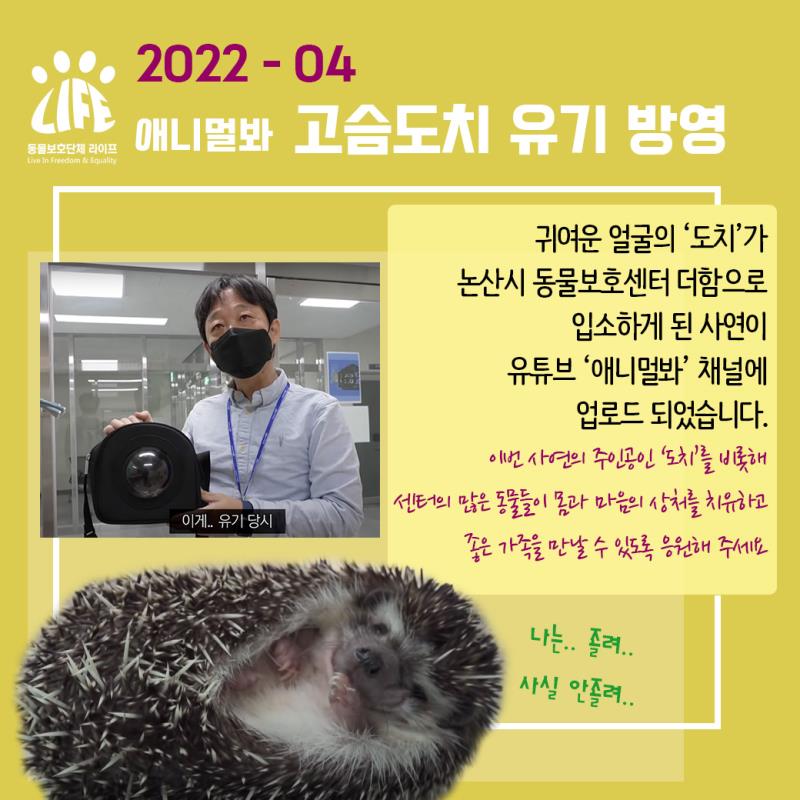 2022 - 04
LIFE
동물보호단체 라이프
Live In Freedom & Equality
애니멀봐 고슴도치 유기 방영
귀여운 얼굴의 ‘도치’가
논산시 동물보호센터 더함으로
입소하게 된 사연이
유튜브 ‘애니멀봐’ 채널에
업로드 되었습니다.
이번 사연의 주인공인 ‘도치’를 비롯해
센터의 많은 동물들이 몸과 마음의 상처를 치유하고
좋은 가족을 만날 수 있도록 응원해 주세요
이게.. 유기 당시
나는.. 졸려..
사실 안졸려..